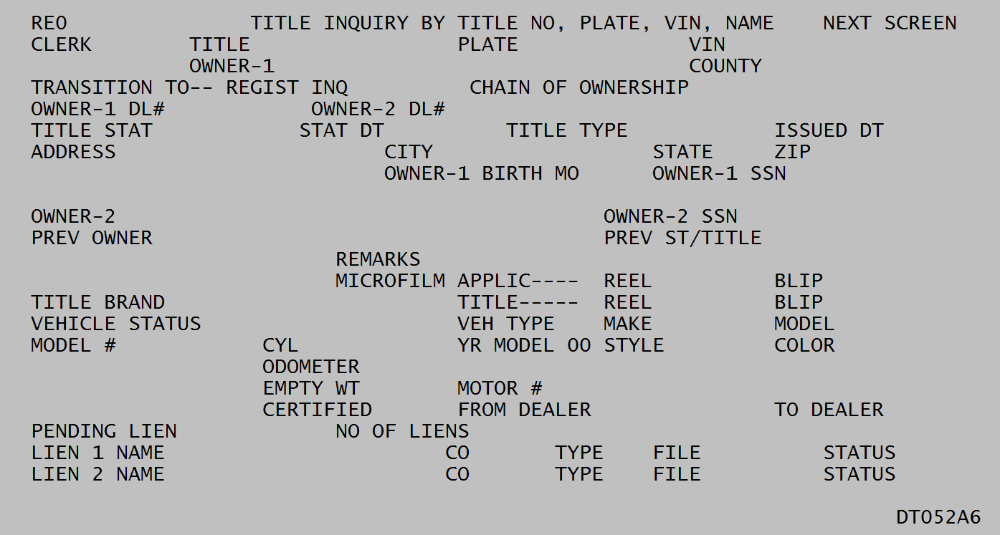 REO TITLE INQUIRY BY TITLE NO, PLATE, VIN, NAME NEXT SCREEN
CLERK TITLE PLATE VIN
OWNER-1 COUNTY
TRANSITION TO-- REGIST INQ CHAIN OF OWNERSHIP
OWNER-1 DL# OWNER-2 DL#
TITLE STAT STAT DT TITLE TYPE ISSUED DT
ADDRESS CITY STATE ZIP
OWNER-1 BIRTH MO OWNER-1 SSN
OWNER-2 OWNER-2 SSN
PREV OWNER PREV ST/TITLE
REMARKS
MICROFILM APPLIC---- REEL BLIP
TITLE BRAND TITLE----- REEL BLIP
VEHICLE STATUS VEH TYPE MAKE MODEL
MODEL # CYL YR MODEL 00 STYLE COLOR
ODOMETER
EMPTY WT MOTOR #
CERTIFIED FROM DEALER TO DEALER
PENDING LIEN NO OF LIENS
LIEN 1 NAME CO TYPE FILE STATUS
LIEN 2 NAME CO TYPE FILE STATUS
DTO52A6